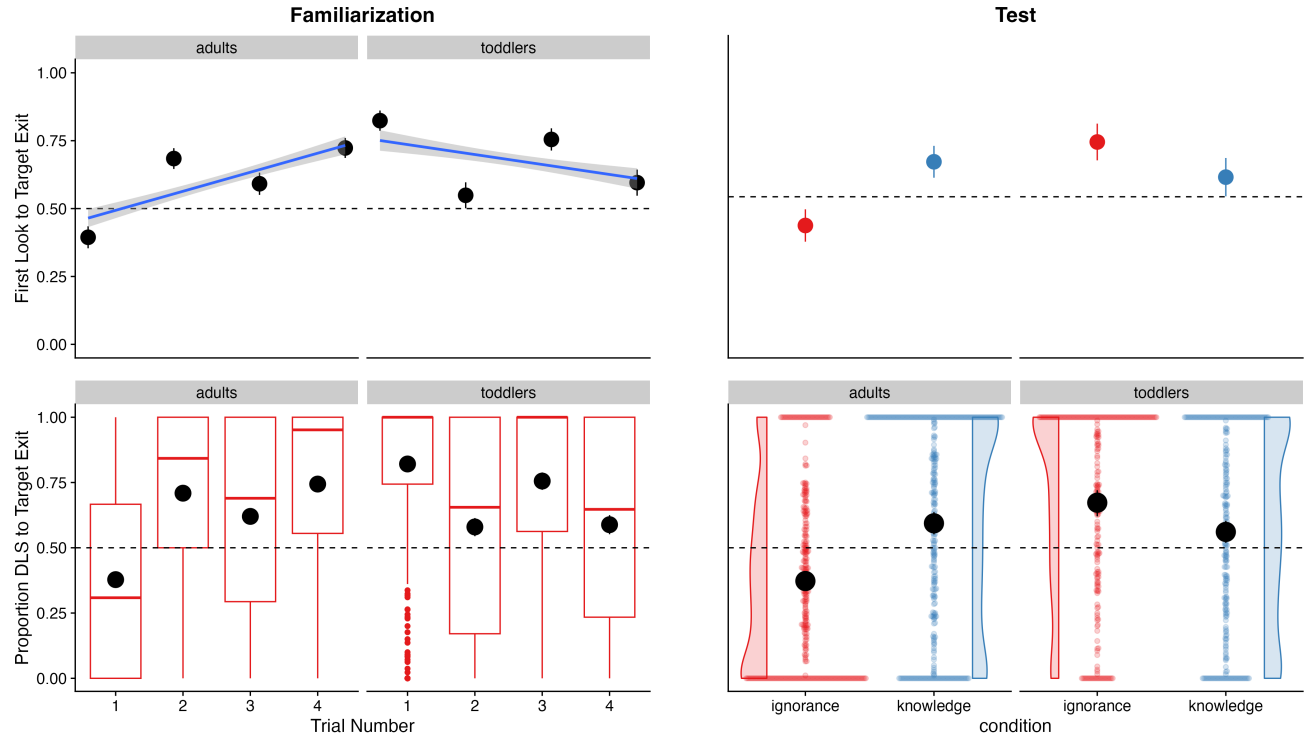 Familiarization
Test
adults
toddlers
First Look to Target Exit
1.00
0.75
0.50
0.25
0.00
adults
toddlers
adults
toddlers
Proportion DLS to Target Exit
1.00
0.75
0.50
0.25
0.00
1 2 3 4 1 2 3 4
ignorance knowledge ignorance knowledge
Trial Number
condition